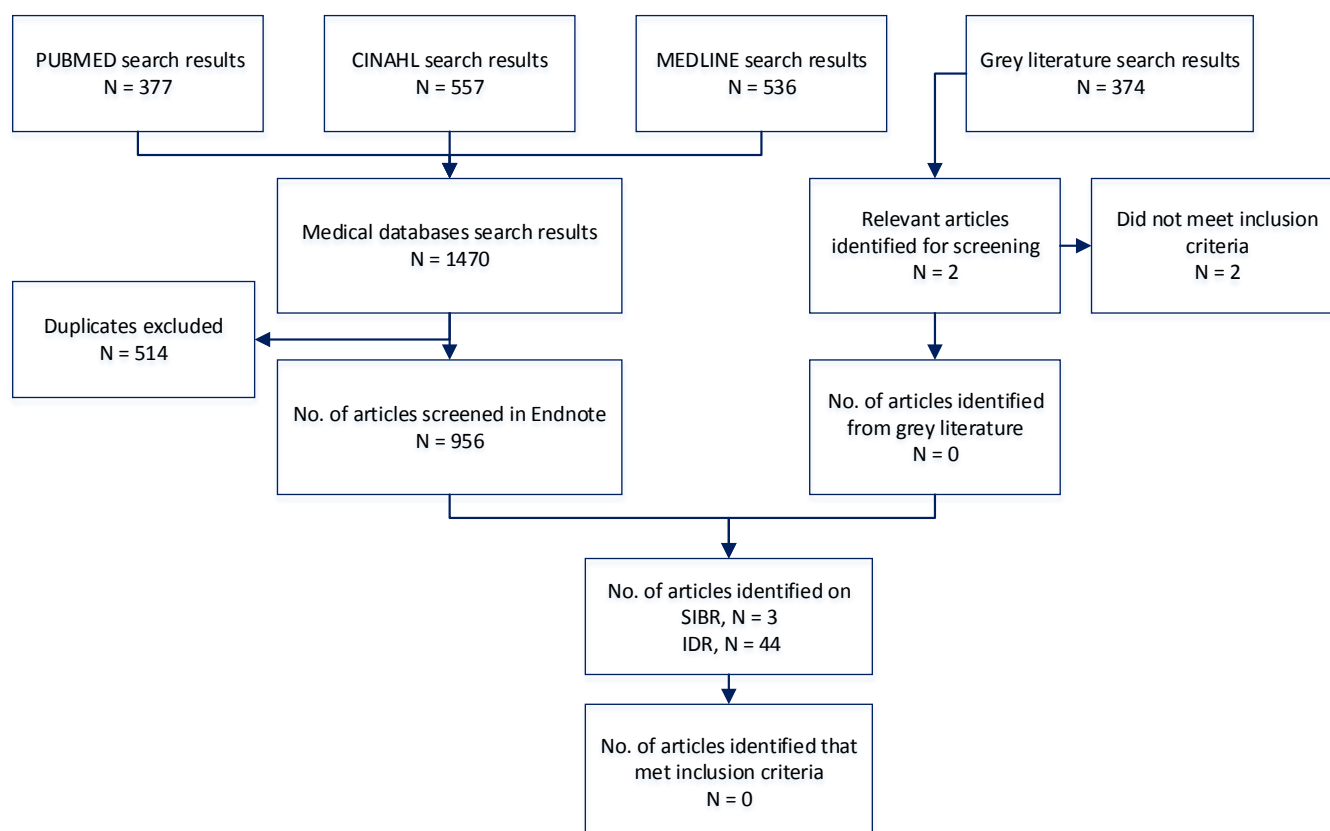 PUBMED search results
N = 377
CINAHL search results
N = 557
MEDLINE search results
N = 536
Grey literature search results
N = 374
Medical databases search results
N = 1470
Relevant articles
identified for screening
N = 2
Did not meet inclusion
criteria
N = 2
Duplicates excluded
N = 514
No. of articles screened in Endnote
N = 956
No. of articles identified
from grey literature
N = 0
No. of articles identified on
SIBR, N = 3
IDR, N = 44
No. of articles identified that
met inclusion criteria
N = 0